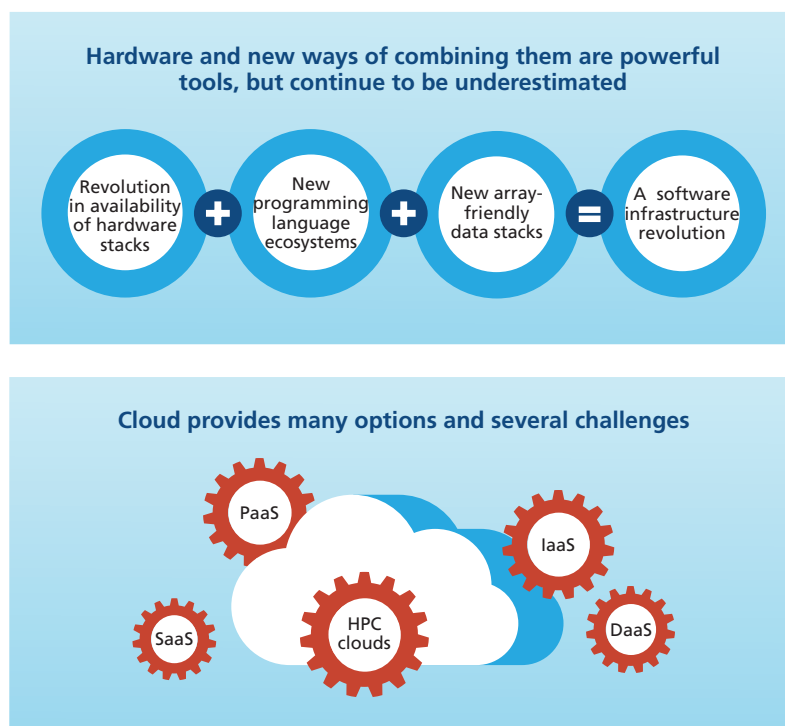 Hardware and new ways of combining them are powerful
tools, but continue to be underestimated
Revolution
in availability
of hardware
stacks
+
New
programming
language
ecosystems
+
New array-
friendly
data stacks
=
A software
infrastructure
revolution
Cloud provides many options and several challenges
PaaS
IaaS
HPC
clouds
SaaS
DaaS